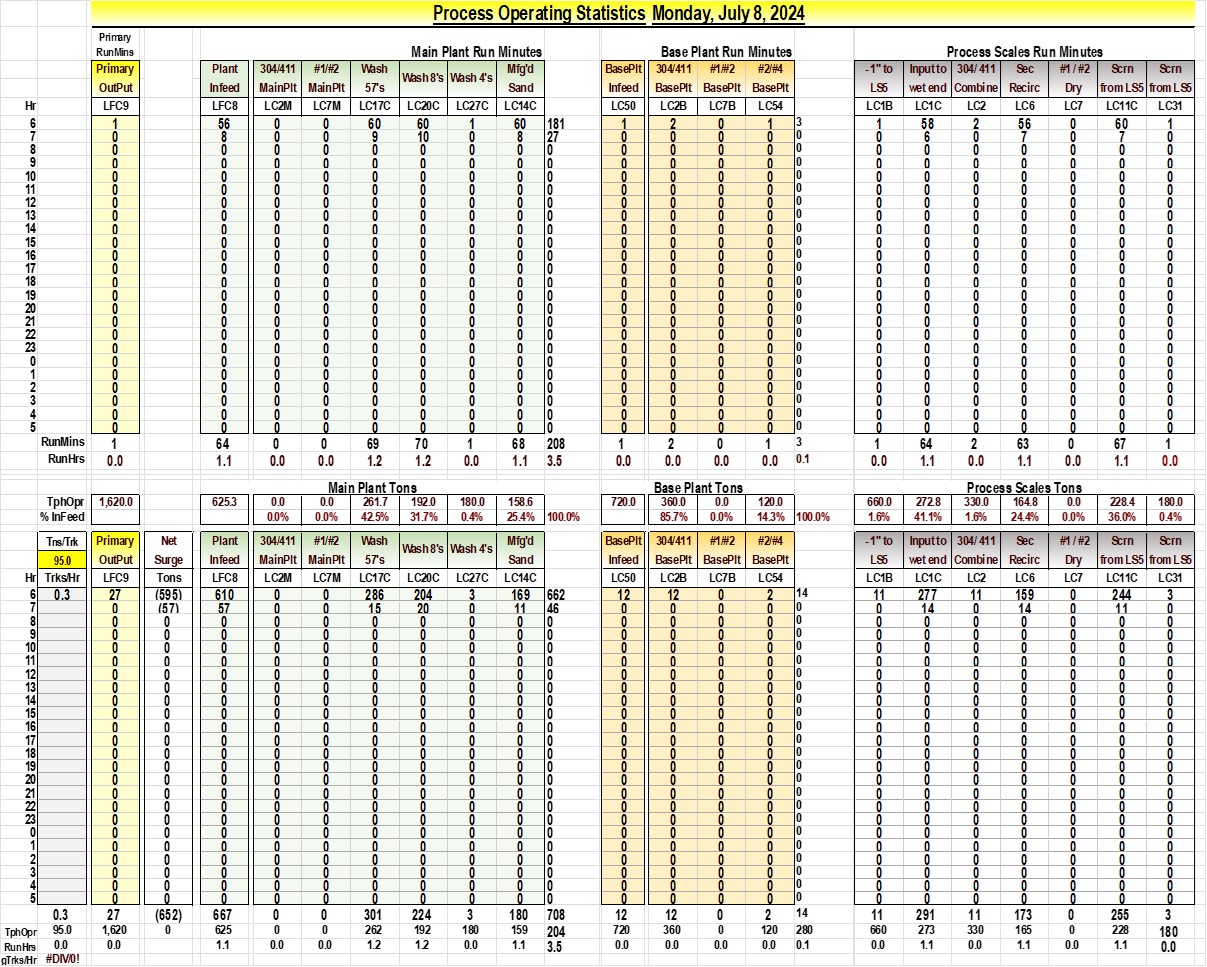 Process Operating Statistics Monday, July 8, 2024
Primary
RunMins Main Plant Run Minutes Base Plant Run Minutes Process Scales Run Minutes
Primary Plant 304/411 #1/#2 Wash Wash 8's Wash 4's Mfg'd BasePlt 304/411 #1/#2 #2/#4 -1" to Input to 304/ 411 Sec #1 / #2 Scrn Scrn
OutPut Infeed MainPlt MainPlt 57's Sand Infeed BasePlt BasePlt BasePlt LS5 wet end Combine Recirc Dry from LS5 from LS5
Hr LFC9 LFC8 LC2M LC7M LC17C LC20C LC27C LC14C LC50 LC2B LC7B LC54 LC1B LC1C LC2 LC6 LC7 LC11C LC31
6 1 56 0 0 60 60 1 60 181 1 2 0 1 3 1 58 2 56 0 60 1
7 0 8 0 0 9 10 0 8 27 0 0 0 0 0 0 6 0 7 0 7 0
8 0 0 0 0 0 0 0 0 0 0 0 0 0 0 0 0 0 0 0 0 0
9 0 0 0 0 0 0 0 0 0 0 0 0 0 0 0 0 0 0 0 0 0
10 0 0 0 0 0 0 0 0 0 0 0 0 0 0 0 0 0 0 0 0 0
11 0 0 0 0 0 0 0 0 0 0 0 0 0 0 0 0 0 0 0 0 0
12 0 0 0 0 0 0 0 0 0 0 0 0 0 0 0 0 0 0 0 0 0
13 0 0 0 0 0 0 0 0 0 0 0 0 0 0 0 0 0 0 0 0 0
14 0 0 0 0 0 0 0 0 0 0 0 0 0 0 0 0 0 0 0 0 0
15 0 0 0 0 0 0 0 0 0 0 0 0 0 0 0 0 0 0 0 0 0
16 0 0 0 0 0 0 0 0 0 0 0 0 0 0 0 0 0 0 0 0 0
17 0 0 0 0 0 0 0 0 0 0 0 0 0 0 0 0 0 0 0 0 0
18 0 0 0 0 0 0 0 0 0 0 0 0 0 0 0 0 0 0 0 0 0
19 0 0 0 0 0 0 0 0 0 0 0 0 0 0 0 0 0 0 0 0 0
20 0 0 0 0 0 0 0 0 0 0 0 0 0 0 0 0 0 0 0 0 0
21 0 0 0 0 0 0 0 0 0 0 0 0 0 0 0 0 0 0 0 0 0
22 0 0 0 0 0 0 0 0 0 0 0 0 0 0 0 0 0 0 0 0 0
23 0 0 0 0 0 0 0 0 0 0 0 0 0 0 0 0 0 0 0 0 0
0 0 0 0 0 0 0 0 0 0 0 0 0 0 0 0 0 0 0 0 0 0
1 0 0 0 0 0 0 0 0 0 0 0 0 0 0 0 0 0 0 0 0 0
2 0 0 0 0 0 0 0 0 0 0 0 0 0 0 0 0 0 0 0 0 0
3 0 0 0 0 0 0 0 0 0 0 0 0 0 0 0 0 0 0 0 0 0
4 0 0 0 0 0 0 0 0 0 0 0 0 0 0 0 0 0 0 0 0 0
5 0 0 0 0 0 0 0 0 0 0 0 0 0 0 0 0 0 0 0 0 0
RunMins 1 64 0 0 69 70 1 68 208 1 2 0 1 3 1 64 2 63 0 67 1
RunHrs 0.0 1.1 0.0 0.0 1.2 1.2 0.0 1.1 3.5 0.0 0.0 0.0 0.0 0.1 0.0 1.1 0.0 1.1 0.0 1.1 0.0
Main Plant Tons Base Plant Tons Process Scales Tons
TphOpr 1,620.0 625.3 0.0 0.0 261.7 192.0 180.0 158.6 720.0 360.0 0.0 120.0 660.0 272.8 330.0 164.8 0.0 228.4 180.0
% InFeed 0.0% 0.0% 42.5% 31.7% 0.4% 25.4% 100.0% 85.7% 0.0% 14.3% 100.0% 1.6% 41.1% 1.6% 24.4% 0.0% 36.0% 0.4%
Tns/Trk Primary Net Plant 304/411 #1/#2 Wash Wash 8's Wash 4's Mfg'd BasePlt 304/411 #1/#2 #2/#4 -1" to Input to 304/ 411 Sec #1 / #2 Scrn Scrn
95.0 OutPut Surge Infeed MainPlt MainPlt 57's Sand Infeed BasePlt BasePlt BasePlt LS5 wet end Combine Recirc Dry from LS5 from LS5
Hr Trks/Hr LFC9 Tons LFC8 LC2M LC7M LC17C LC20C LC27C LC14C LC50 LC2B LC7B LC54 LC1B LC1C LC2 LC6 LC7 LC11C LC31
6 0.3 27 (595) 610 0 0 286 204 3 169 662 12 12 0 2 14 11 277 11 159 0 244 3
7 0 (57) 57 0 0 15 20 0 11 46 0 0 0 0 0 0 14 0 14 0 11 0
8 0 0 0 0 0 0 0 0 0 0 0 0 0 0 0 0 0 0 0 0 0 0
9 0 0 0 0 0 0 0 0 0 0 0 0 0 0 0 0 0 0 0 0 0 0
10 0 0 0 0 0 0 0 0 0 0 0 0 0 0 0 0 0 0 0 0 0 0
11 0 0 0 0 0 0 0 0 0 0 0 0 0 0 0 0 0 0 0 0 0 0
12 0 0 0 0 0 0 0 0 0 0 0 0 0 0 0 0 0 0 0 0 0 0
13 0 0 0 0 0 0 0 0 0 0 0 0 0 0 0 0 0 0 0 0 0 0
14 0 0 0 0 0 0 0 0 0 0 0 0 0 0 0 0 0 0 0 0 0 0
15 0 0 0 0 0 0 0 0 0 0 0 0 0 0 0 0 0 0 0 0 0 0
16 0 0 0 0 0 0 0 0 0 0 0 0 0 0 0 0 0 0 0 0 0 0
17 0 0 0 0 0 0 0 0 0 0 0 0 0 0 0 0 0 0 0 0 0 0
18 0 0 0 0 0 0 0 0 0 0 0 0 0 0 0 0 0 0 0 0 0 0
19 0 0 0 0 0 0 0 0 0 0 0 0 0 0 0 0 0 0 0 0 0 0
20 0 0 0 0 0 0 0 0 0 0 0 0 0 0 0 0 0 0 0 0 0 0
21 0 0 0 0 0 0 0 0 0 0 0 0 0 0 0 0 0 0 0 0 0 0
22 0 0 0 0 0 0 0 0 0 0 0 0 0 0 0 0 0 0 0 0 0 0
23 0 0 0 0 0 0 0 0 0 0 0 0 0 0 0 0 0 0 0 0 0 0
0 0 0 0 0 0 0 0 0 0 0 0 0 0 0 0 0 0 0 0 0 0 0
1 0 0 0 0 0 0 0 0 0 0 0 0 0 0 0 0 0 0 0 0 0 0
2 0 0 0 0 0 0 0 0 0 0 0 0 0 0 0 0 0 0 0 0 0 0
3 0 0 0 0 0 0 0 0 0 0 0 0 0 0 0 0 0 0 0 0 0 0
4 0 0 0 0 0 0 0 0 0 0 0 0 0 0 0 0 0 0 0 0 0 0
5 0 0 0 0 0 0 0 0 0 0 0 0 0 0 0 0 0 0 0 0 0 0
0.3 27 (652) 667 0 0 301 224 3 180 708 12 12 0 2 14 11 291 11 173 0 255 3
TphOpr 95.0 1,620 0 625 0 0 262 192 180 159 204 720 360 0 120 280 660 273 330 165 0 228 180
RunHrs 0.0 0.0 1.1 0.0 0.0 1.2 1.2 0.0 1.1 3.5 0.0 0.0 0.0 0.0 0.1 0.0 1.1 0.0 1.1 0.0 1.1 0.0
gTrks/Hr #DIV/0!